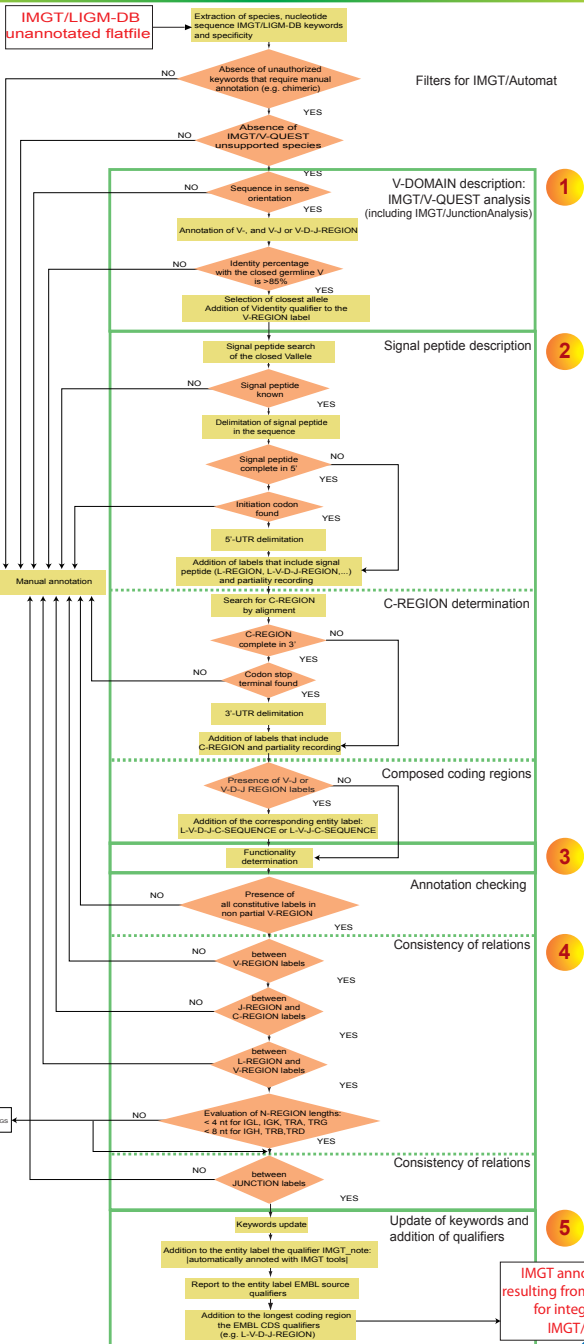 IMGT/LIGM-DB
unannotated flatfile
Extraction of species, nucleotide
sequence IMGT/LIGM-DB keywords
and specificity
Filters for IMGT/Automat
NO
Absence of unauthorized
keywords that require manual
annotation (e.g. chimeric)
YES
NO
Absence of
IMGT/V-QUEST
unsupported species
YES
V-DOMAIN description:
IMGT/V-QUEST analysis
(including IMGT/JunctionAnalysis)
1
NO
Sequence in sense
orientation
YES
Annotation of V-, and V-J or V-D-J-REGION
NO
Identity percentage
with the closed germline V
is >85%
YES
Selection of closest allele
Addition of Videntity qualifier to the
V-REGION label
Signal peptide description
2
Signal peptide search
of the closed Vallele
NO
Signal peptide
known
YES
Delimitation of signal peptide
in the sequence
Signal peptide
complete in 5'
NO
YES
Initiation codon
found
YES
5'-UTR delimitation
Addition of labels that include signal
peptide (L-REGION, L-V-D-J-REGION,...)
and partiality recording
Manual annotation
C-REGION determination
Search for C-REGION
by alignment
C-REGION
complete in 3'
NO
YES
NO
Codon stop
terminal found
YES
3'-UTR delimitation
Addition of labels that include
C-REGION and partiality recording
Composed coding regions
Presence of V-J or
V-D-J REGION labels
NO
YES
Addition of the corresponding entity label:
L-V-D-J-C-SEQUENCE or L-V-J-C-SEQUENCE
Functionality
determination
3
Annotation checking
NO
Presence of
all constitutive labels in
non partial V-REGION
YES
Consistency of relations
4
NO
between
V-REGION labels
YES
NO
between
J-REGION and
C-REGION labels
YES
NO
between
L-REGION and
V-REGION labels
YES
NO
Evaluation of N-REGION lengths:
< 4 nt for IGL, IGK, TRA, TRG
< 8 nt for IGH, TRB,TRD
YES
GS
Consistency of relations
NO
between
JUNCTION labels
YES
Update of keywords and
addition of qualifiers
5
Keywords update
Addition to the entity label the qualifier IMGT_note:
|automatically annoted with IMGT tools|
Report to the entity label EMBL source
qualifiers
Addition to the longest coding region
the EMBL CDS qualifiers
(e.g. L-V-D-J-REGION)
IMGT anno
resulting from
for integ
IMGT/